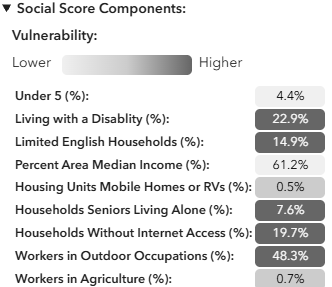 ▼ Social Score Components:
Vulnerability:
Lower Higher
Under 5 (%): 4.4%
Living with a Disablity (%): 22.9%
Limited English Households (%): 14.9%
Percent Area Median Income (%): 61.2%
Housing Units Mobile Homes or RVs (%): 0.5%
Households Seniors Living Alone (%): 7.6%
Households Without Internet Access (%): 19.7%
Workers in Outdoor Occupations (%): 48.3%
Workers in Agriculture (%): 0.7%